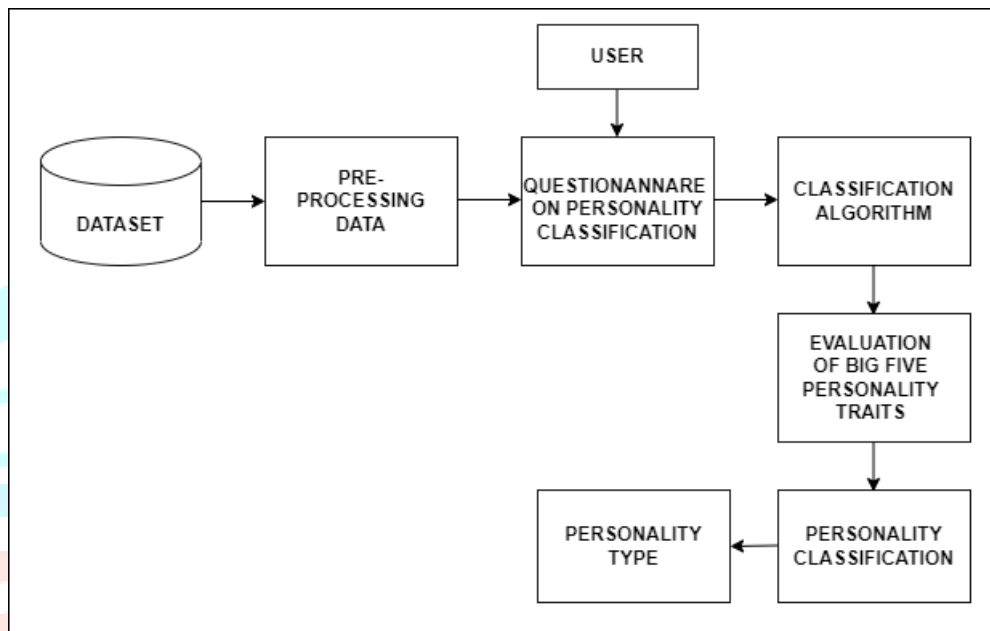 USER
DATASET
PRE-
PROCESSING
DATA
QUESTIONANNARE
ON PERSONALITY
CLASSIFICATION
CLASSIFICATION
ALGORITHM
EVALUATION
OF BIG FIVE
PERSONALITY
TRAITS
PERSONALITY
CLASSIFICATION
PERSONALITY
TYPE